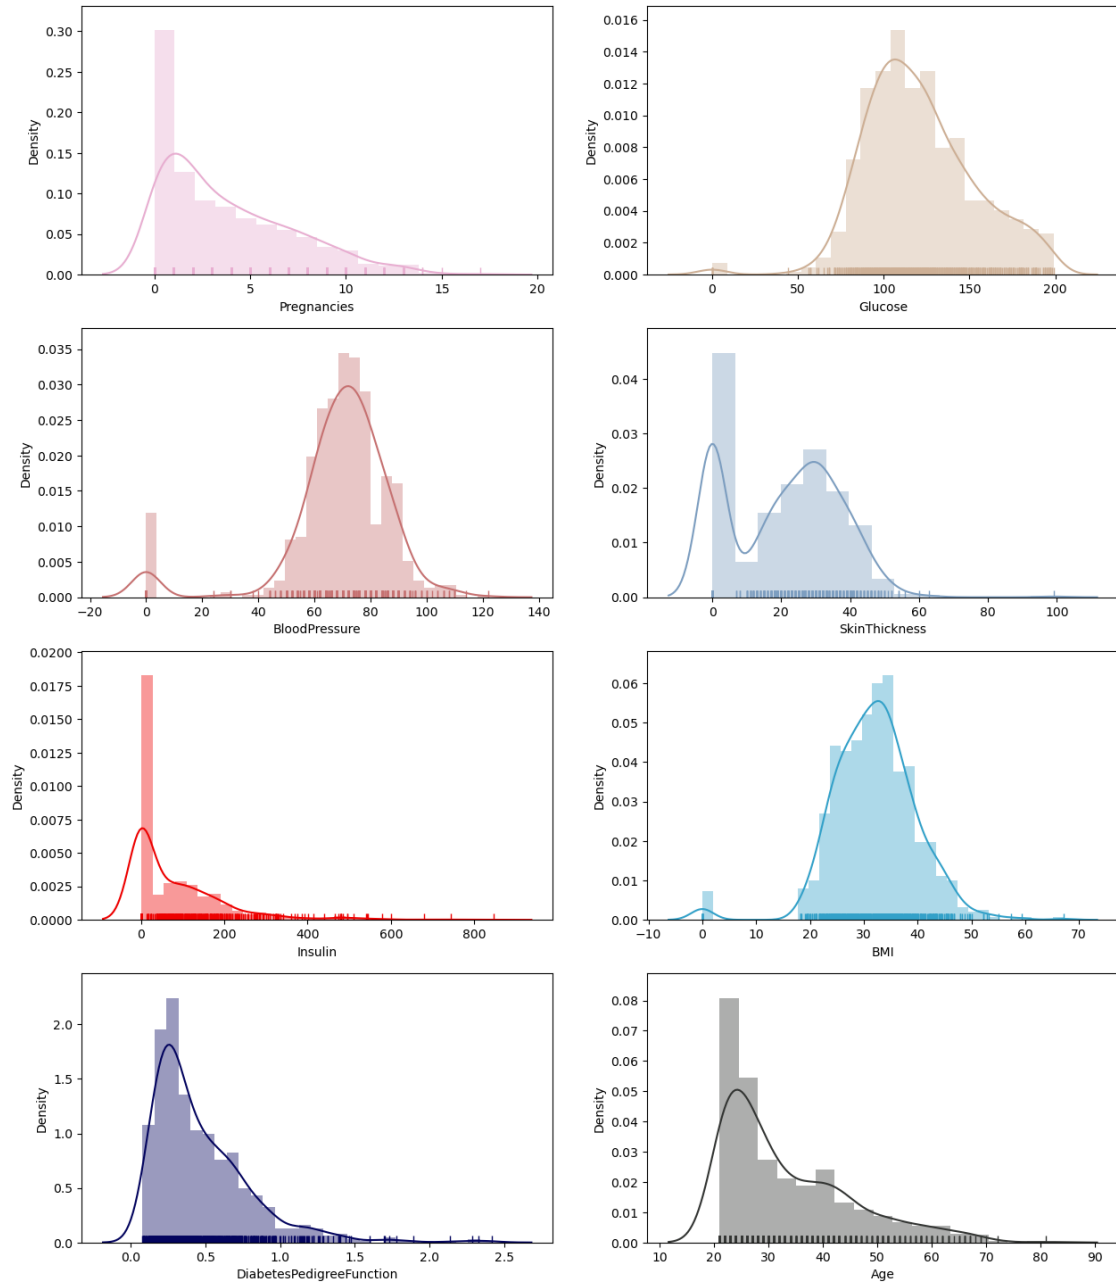 Density
0.30
0.25
0.20
0.15
0.10
0.05
0.00
0 5 10 15 20
Pregnancies
Density
0.016
0.014
0.012
0.010
0.008
0.006
0.004
0.002
0.000
0 50 100 150 200
Glucose
Density
0.035
0.030
0.025
0.020
0.015
0.010
0.005
0.000
−20 0 20 40 60 80 100 120 140
BloodPressure
Density
0.04
0.03
0.02
0.01
0.00
0 20 40 60 80 100
SkinThickness
Density
0.0200
0.0175
0.0150
0.0125
0.0100
0.0075
0.0050
0.0025
0.0000
0 200 400 600 800
Insulin
Density
0.06
0.05
0.04
0.03
0.02
0.01
0.00
−10 0 10 20 30 40 50 60 70
BMI
Density
2.0
1.5
1.0
0.5
0.0
0.0 0.5 1.0 1.5 2.0 2.5
DiabetesPedigreeFunction
Density
0.08
0.07
0.06
0.05
0.04
0.03
0.02
0.01
0.00
10 20 30 40 50 60 70 80 90
Age